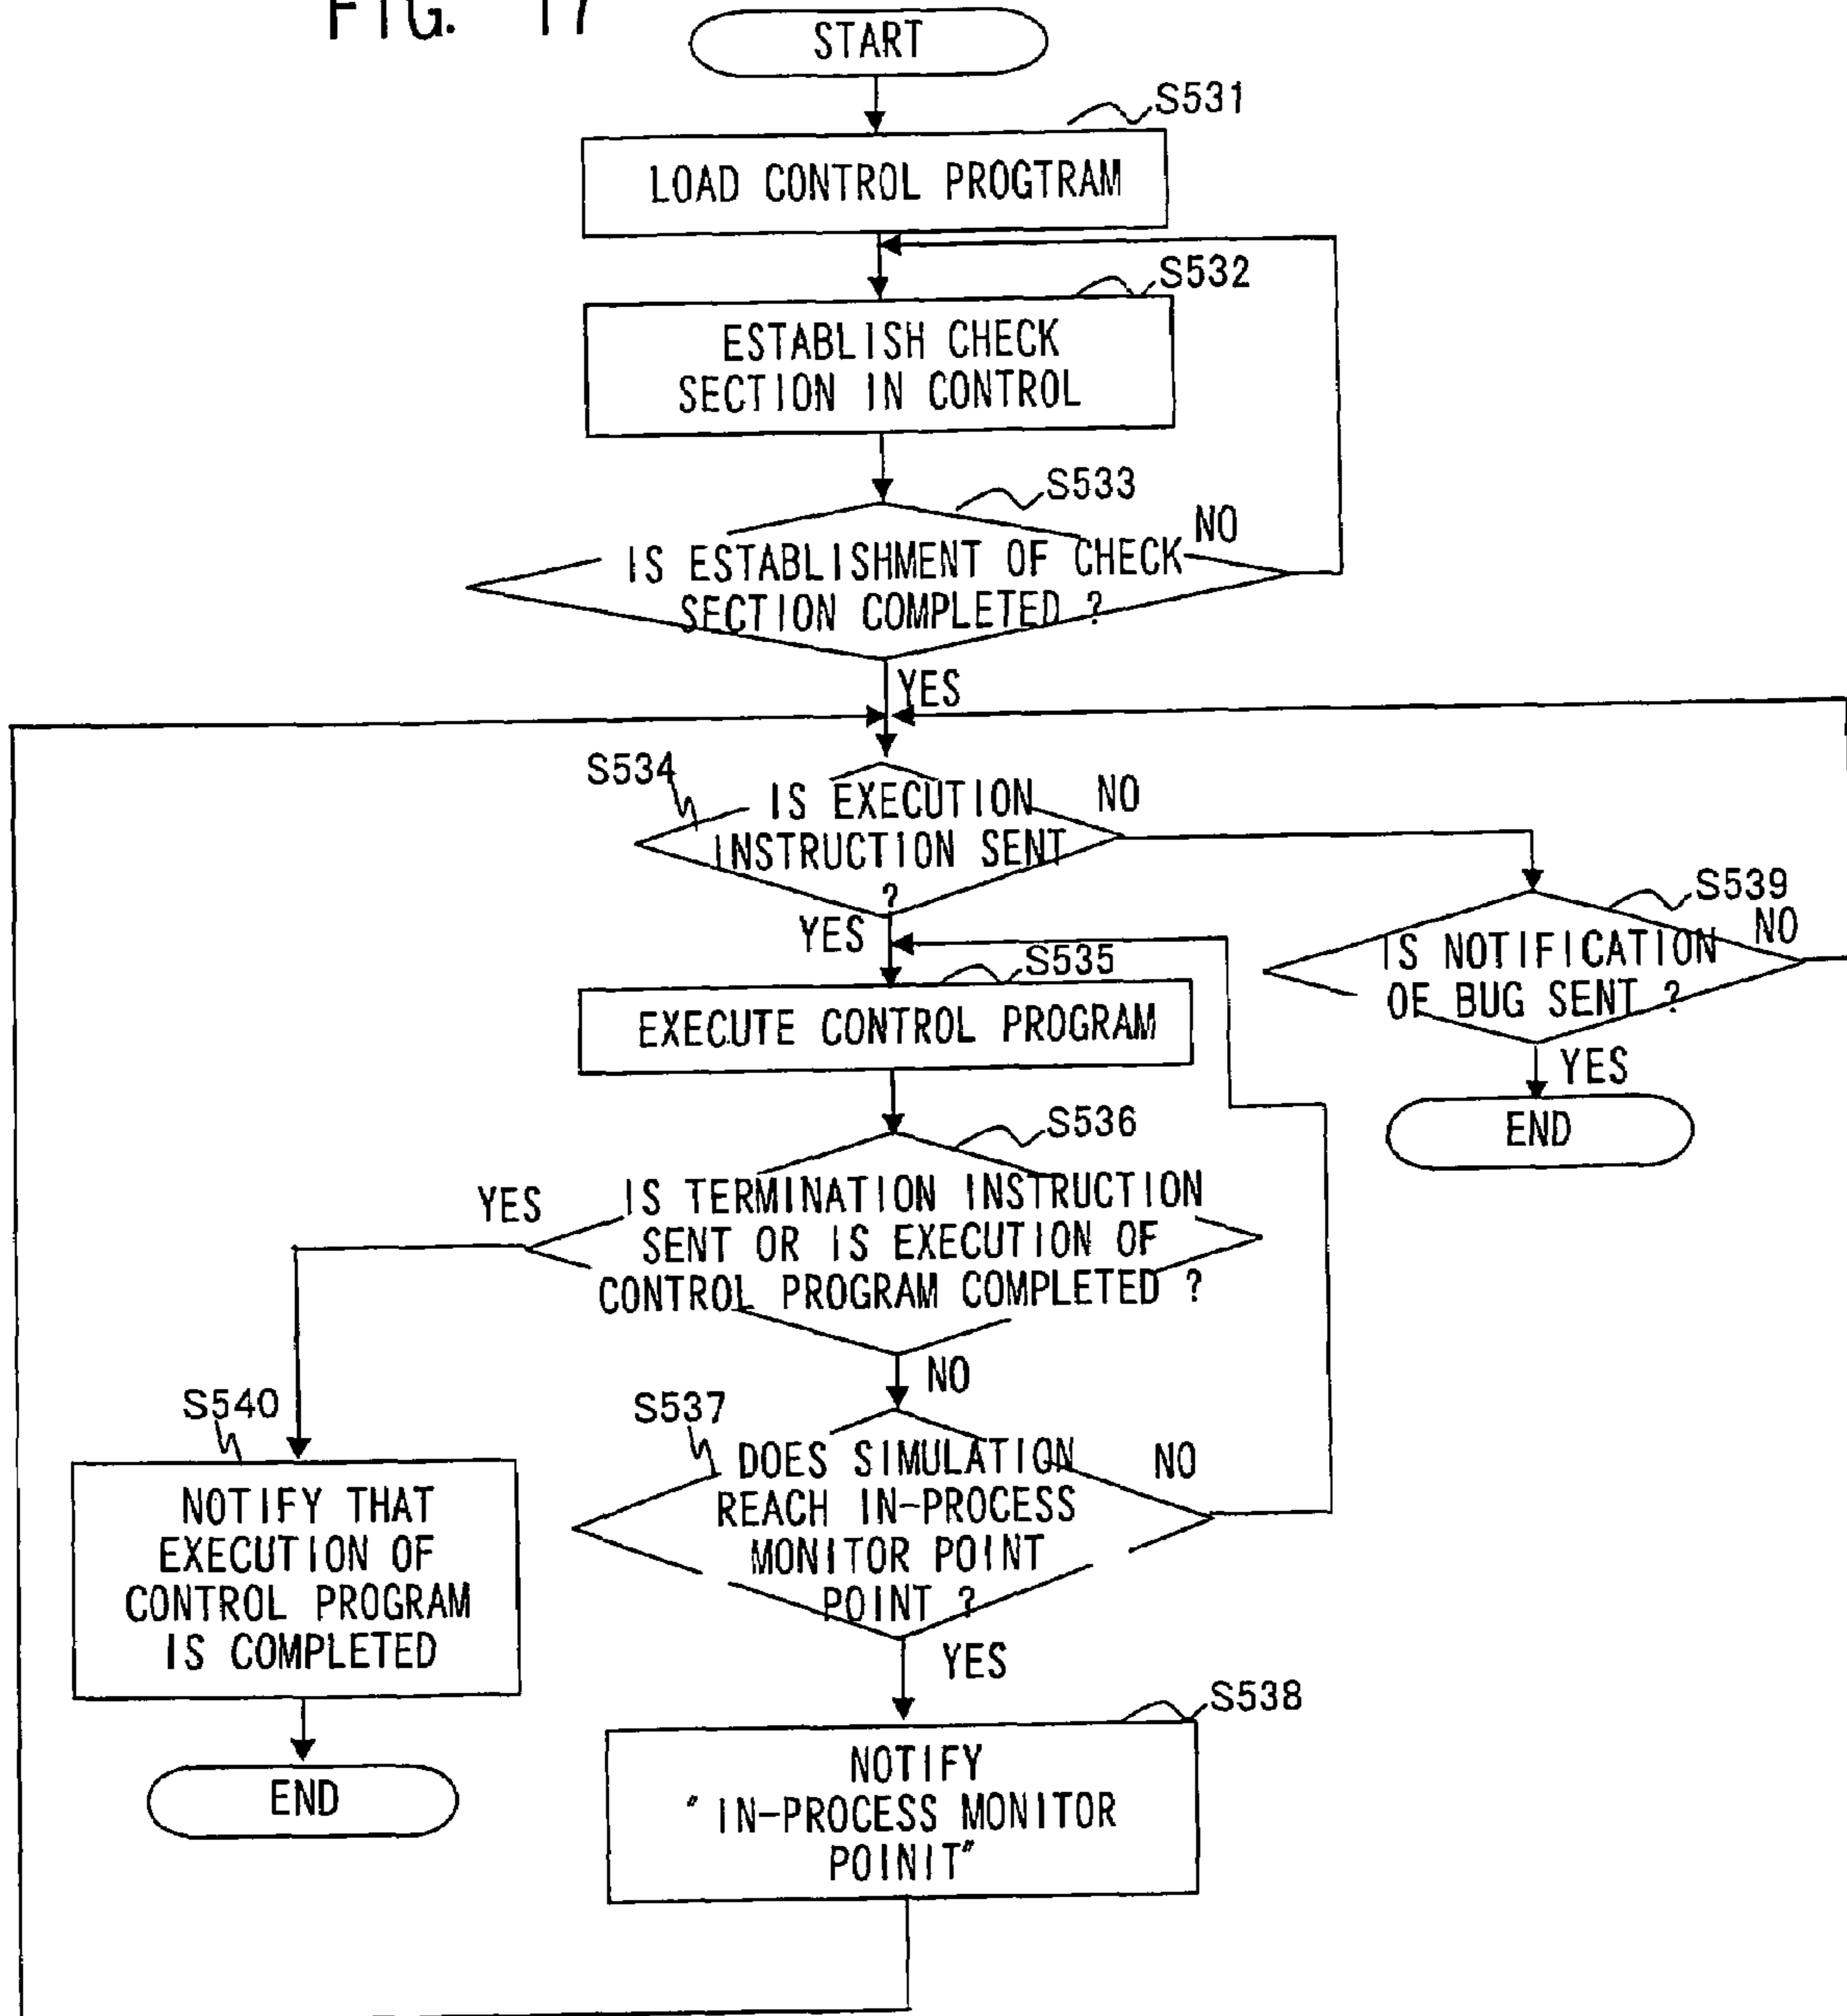 FIG. 17
START
S531
LOAD CONTROL PROGTRAM
S532
ESTABLISH CHECK
SECTION IN CONTROL
S533
NO
IS ESTABLISHMENT OF CHECK
SECTION COMPLETED ?
YES
S534
IS EXECUTION
INSTRUCTION SENT
?
NO
YES
S539
IS NOTIFICATION
OF BUG SENT ?
NO
YES
END
S535
EXECUTE CONTROL PROGRAM
S536
YES
IS TERMINATION INSTRUCTION
SENT OR IS EXECUTION OF
CONTROL PROGRAM COMPLETED ?
NO
S540
NOTIFY THAT
EXECUTION OF
CONTROL PROGRAM
IS COMPLETED
END
S537
DOES SIMULATION
REACH IN-PROCESS
MONITOR POINT
POINT ?
NO
YES
S538
NOTIFY
" IN-PROCESS MONITOR
POINIT"